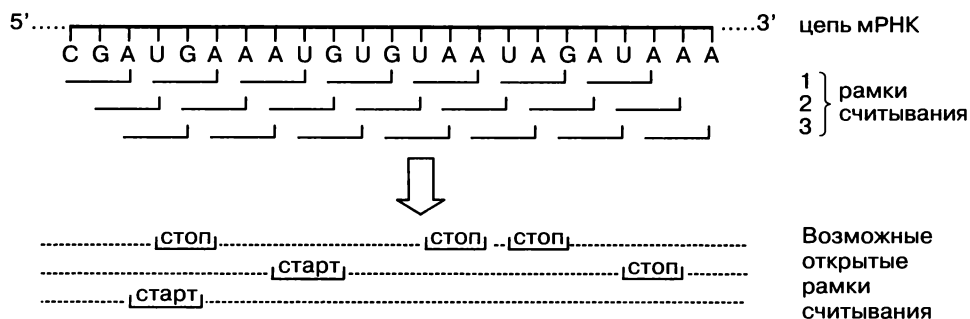 5’ 3’ цепь мРНК
C G A U G A A A U G U G U A A U A G A U A A A
1
2 рамки
3 считывания
стоп стоп стоп Возможные
старт стоп открытые
старт рамки
считывания